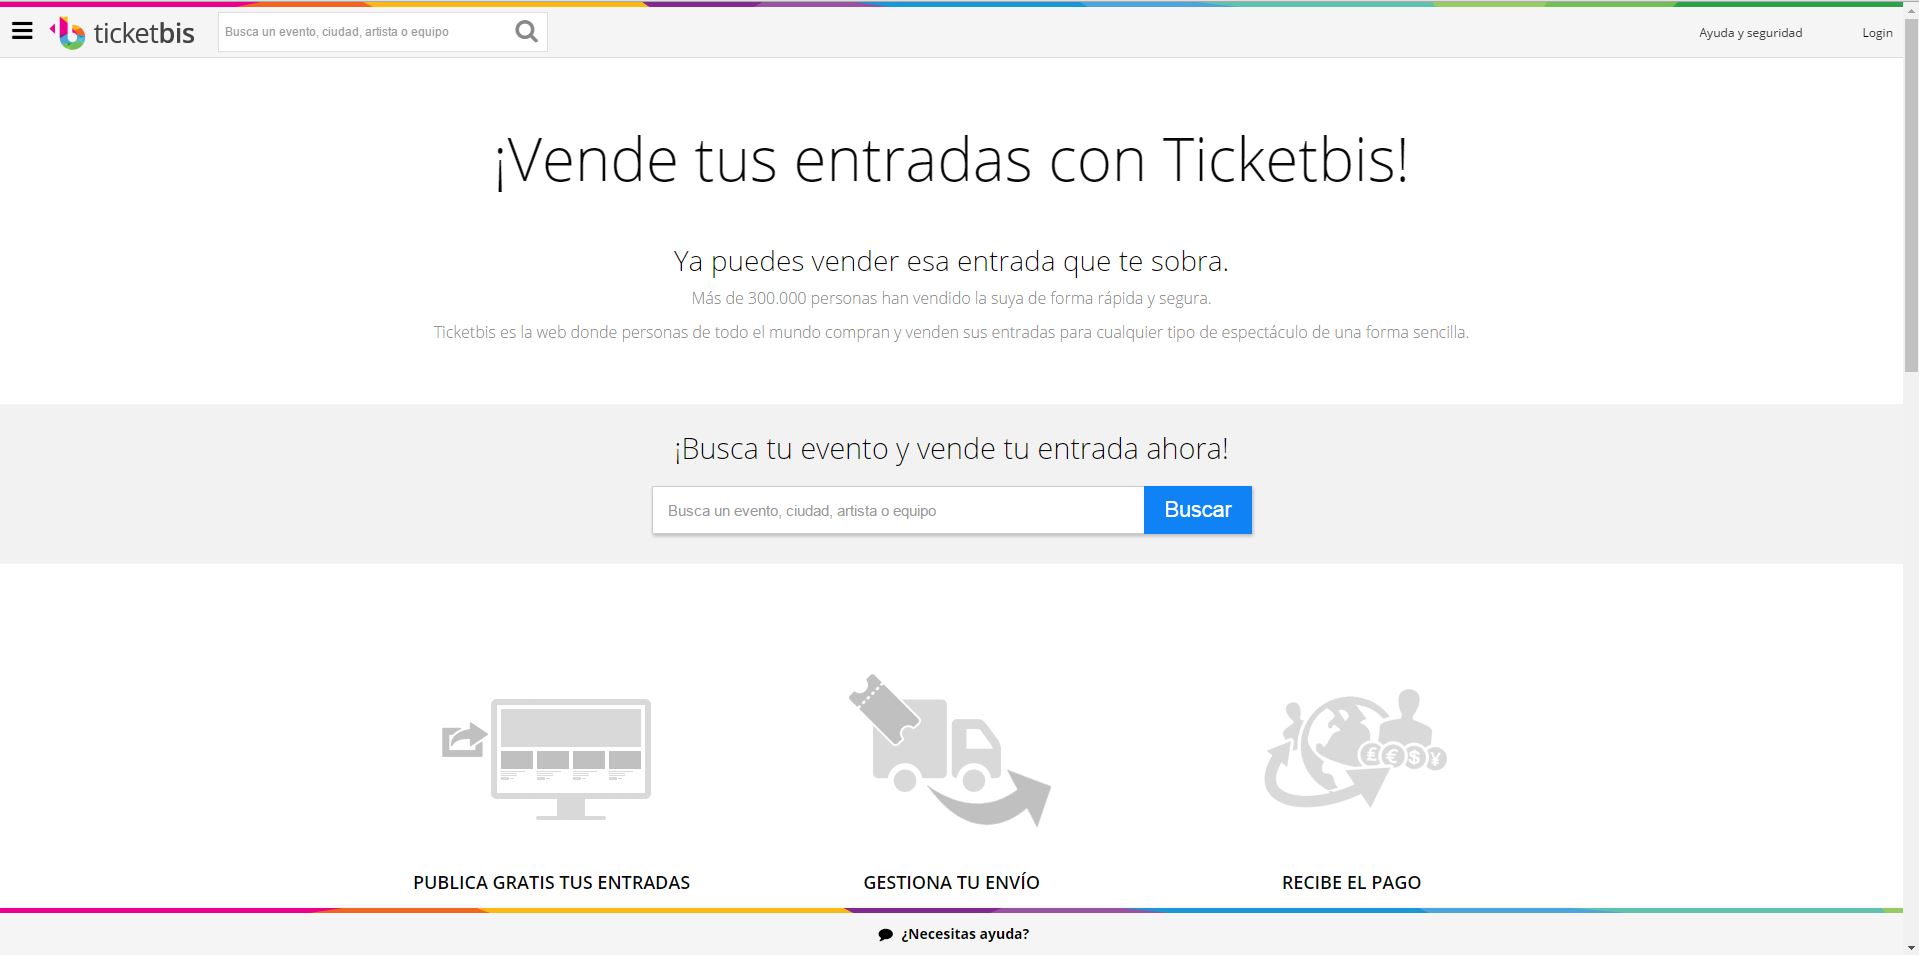 ticketbis
Busca un evento, ciudad, artista o equipo
Ayuda y seguridad
Login
¡Vende tus entradas con Ticketbis!
Ya puedes vender esa entrada que te sobra.
Más de 300.000 personas han vendido la suya de forma rápida y segura.
Ticketbis es la web donde personas de todo el mundo compran y venden sus entradas para cualquier tipo de espectáculo de una forma sencilla.
¡Busca tu evento y vende tu entrada ahora!
Busca un evento, ciudad, artista o equipo
Buscar
£ € $ ¥
PUBLICA GRATIS TUS ENTRADAS
GESTIONA TU ENVÍO
RECIBE EL PAGO
¿Necesitas ayuda?